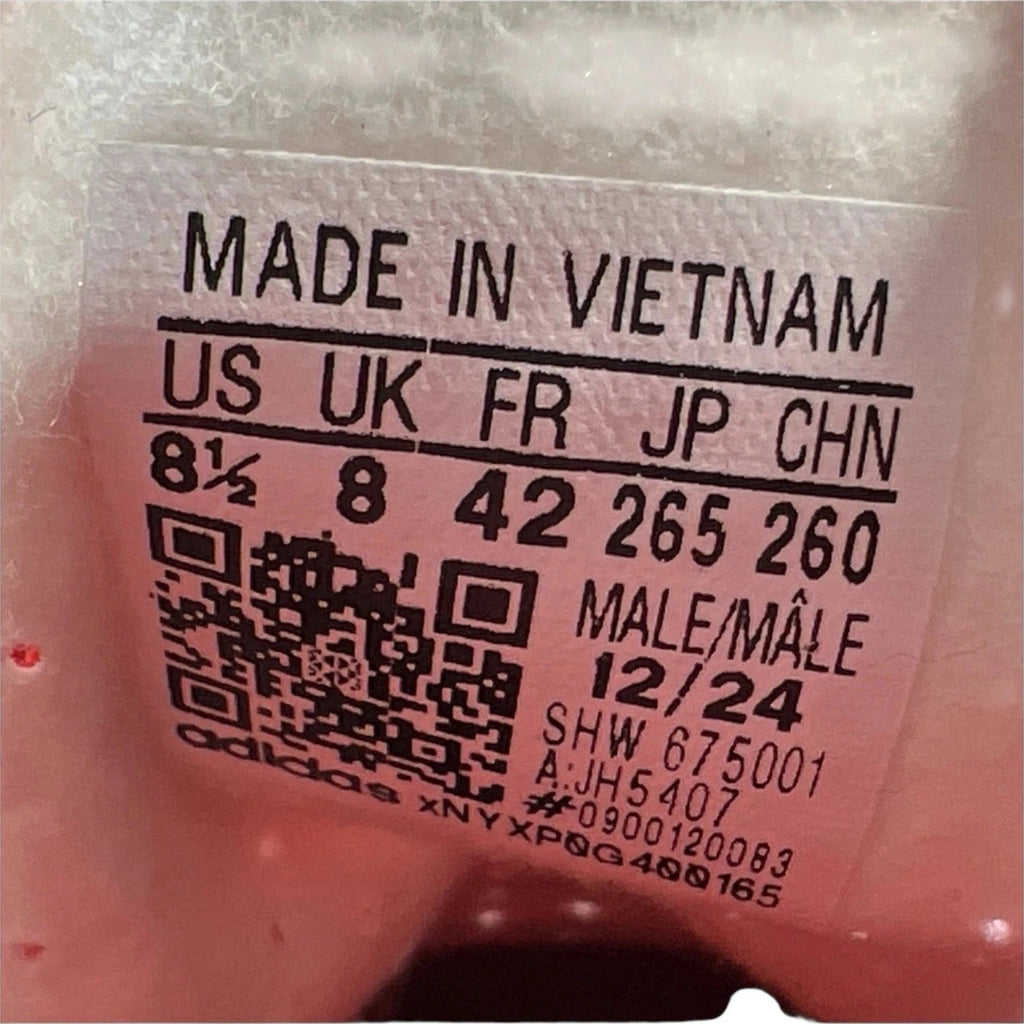 MADE IN VIETNAM
US UK FR JP CHN
8½ 8 42 265 260
MALE/MÂLE
12/24
SHW 675001
A:JH5407
#0900120083
adidas xNYXP0G400165